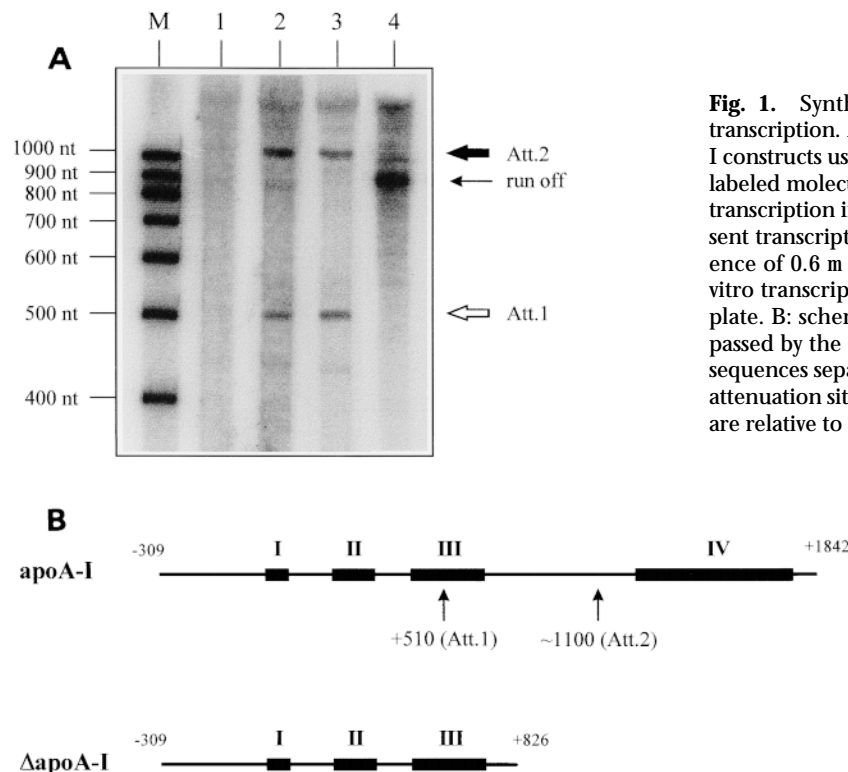 M 1 2 3 4
A
1000 nt
900 nt
800 nt
700 nt
600 nt
500 nt
400 nt
Att.2
run off
Att.1
Fig. 1. Synth
transcription.
I constructs us
labeled molecu
transcription i
sent transcript
ence of 0.6 m
vitro transcrip
plate. B: schem
passed by the
sequences sepa
attenuation sit
are relative to
B
-309 I II III IV +1842
apoA-I
+510 (Att.1) ~1100 (Att.2)
-309 I II III +826
ΔapoA-I